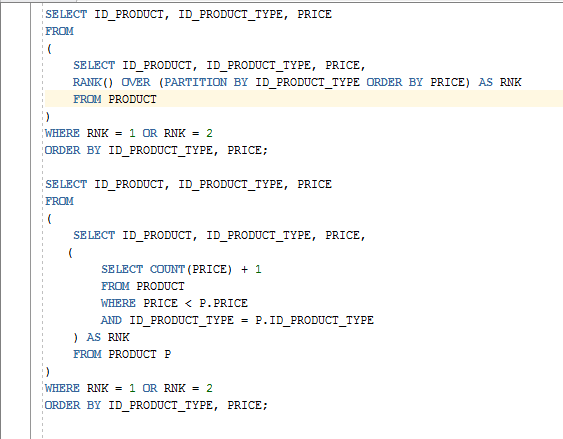 SELECT ID_PRODUCT, ID_PRODUCT_TYPE, PRICE
FROM
(
SELECT ID_PRODUCT, ID_PRODUCT_TYPE, PRICE,
RANK() OVER (PARTITION BY ID_PRODUCT_TYPE ORDER BY PRICE) AS RNK
FROM PRODUCT
)
WHERE RNK = 1 OR RNK = 2
ORDER BY ID_PRODUCT_TYPE, PRICE;

SELECT ID_PRODUCT, ID_PRODUCT_TYPE, PRICE
FROM
(
SELECT ID_PRODUCT, ID_PRODUCT_TYPE, PRICE,
(
SELECT COUNT(PRICE) + 1
FROM PRODUCT
WHERE PRICE < P.PRICE
AND ID_PRODUCT_TYPE = P.ID_PRODUCT_TYPE
) AS RNK
FROM PRODUCT P
)
WHERE RNK = 1 OR RNK = 2
ORDER BY ID_PRODUCT_TYPE, PRICE;